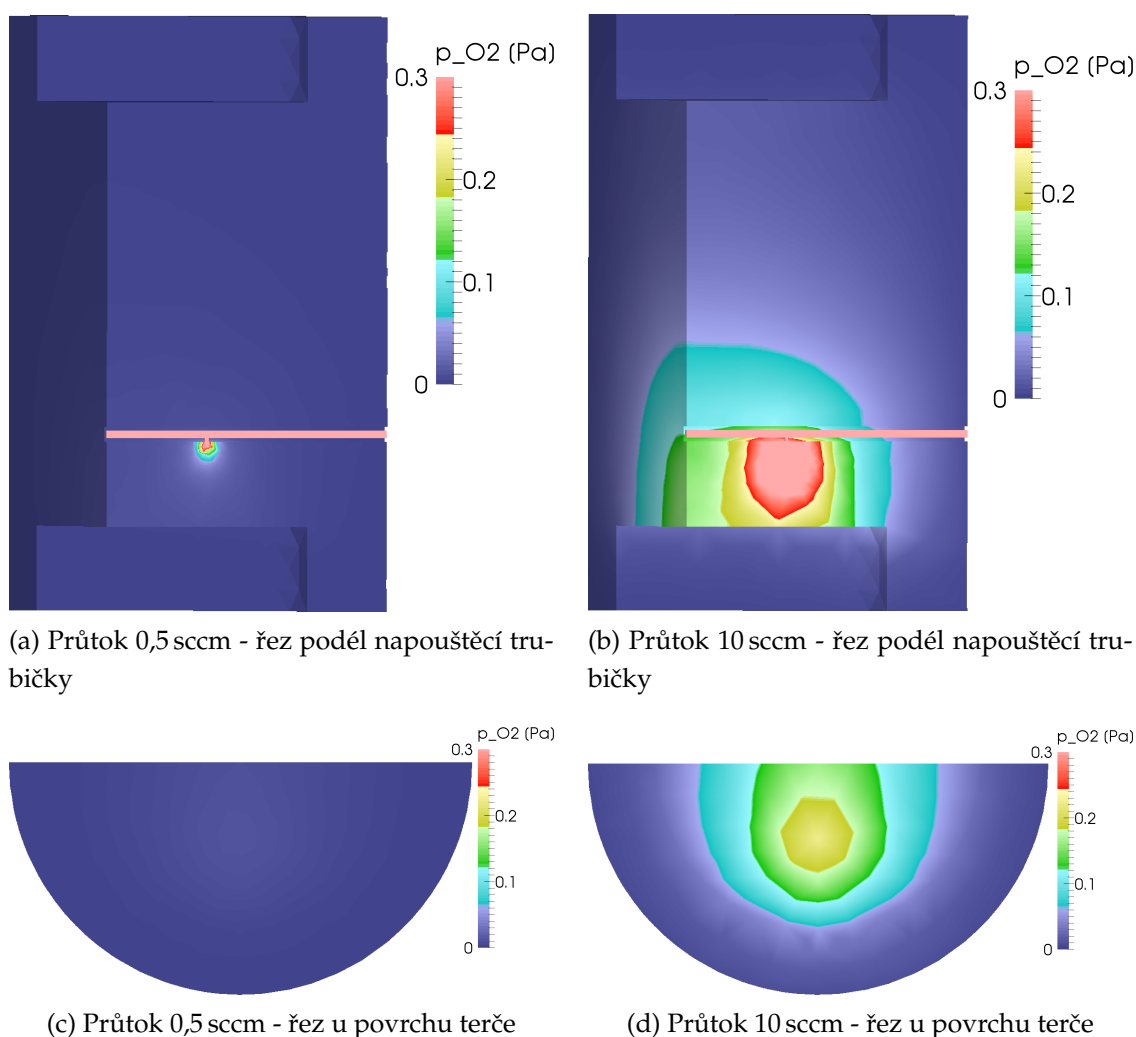 p_O2 (Pa)
0.3
0.2
0.1
0
p_O2 (Pa)
0.3
0.2
0.1
0
(a) Průtok 0,5 sccm - řez podél napouštěcí tru-
bičky
(b) Průtok 10 sccm - řez podél napouštěcí tru-
bičky
p_O2 (Pa)
0.3
0.2
0.1
0
p_O2 (Pa)
0.3
0.2
0.1
0
(c) Průtok 0,5 sccm - řez u povrchu terče
(d) Průtok 10 sccm - řez u povrchu terče